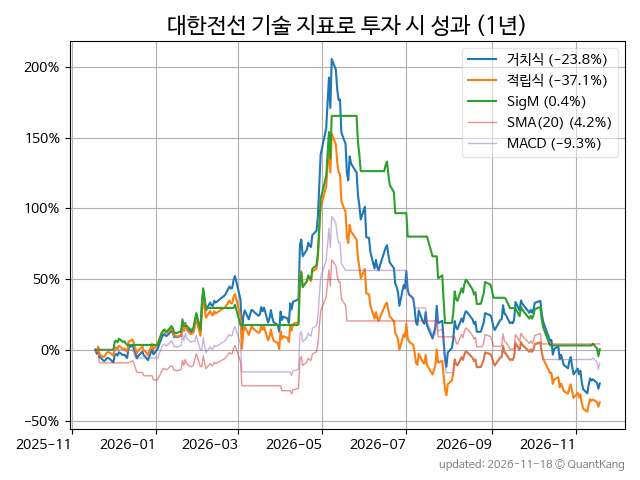 대한전선 기술 지표로 투자 시 성과 (1년)
거치식 (−23.8%)
적립식 (−37.1%)
SigM (0.4%)
SMA(20) (4.2%)
MACD (−9.3%)
200%
150%
100%
50%
0%
−50%
2025-11 2026-01 2026-03 2026-05 2026-07 2026-09 2026-11
updated: 2026-11-18 © QuantKang